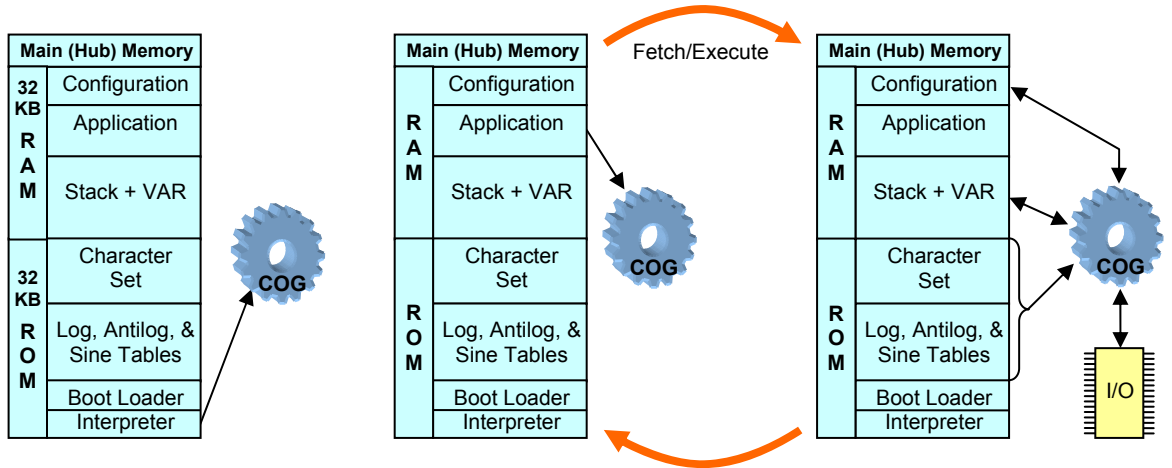 Main (Hub) Memory
32
KB
R
A
M
Configuration
Application
Stack + VAR
32
KB
R
O
M
Character
Set
Log, Antilog, &
Sine Tables
Boot Loader
Interpreter
COG
Main (Hub) Memory
R
A
M
Configuration
Application
Stack + VAR
R
O
M
Character
Set
Log, Antilog, &
Sine Tables
Boot Loader
Interpreter
COG
Fetch/Execute
Main (Hub) Memory
R
A
M
Configuration
Application
Stack + VAR
R
O
M
Character
Set
Log, Antilog, &
Sine Tables
Boot Loader
Interpreter
COG
I/O